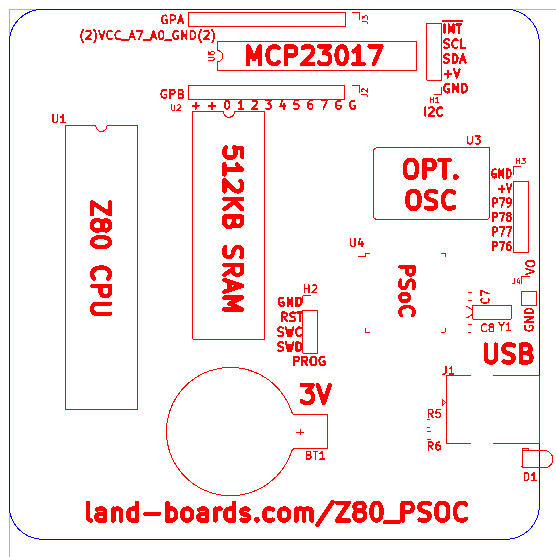 GPA
J3
(2)VCC_A7_A0_GND(2)
U6
MCP23017
INT
SCL
SDA
+V
GND
H1
I2C
GPB
J2
U2
+ + 0 1 2 3 4 5 6 7 G G
U1
Z80 CPU
512KB SRAM
U3
OPT.
OSC
H3
GND
+V
P79
P78
P77
P76
U4
PSoC
VO
J4
GND
C7
C8
Y1
H2
GND
RST
SWC
SWD
PROG
USB
J1
3V
BT1
R5
R6
D1
land-boards.com/Z80_PSOC